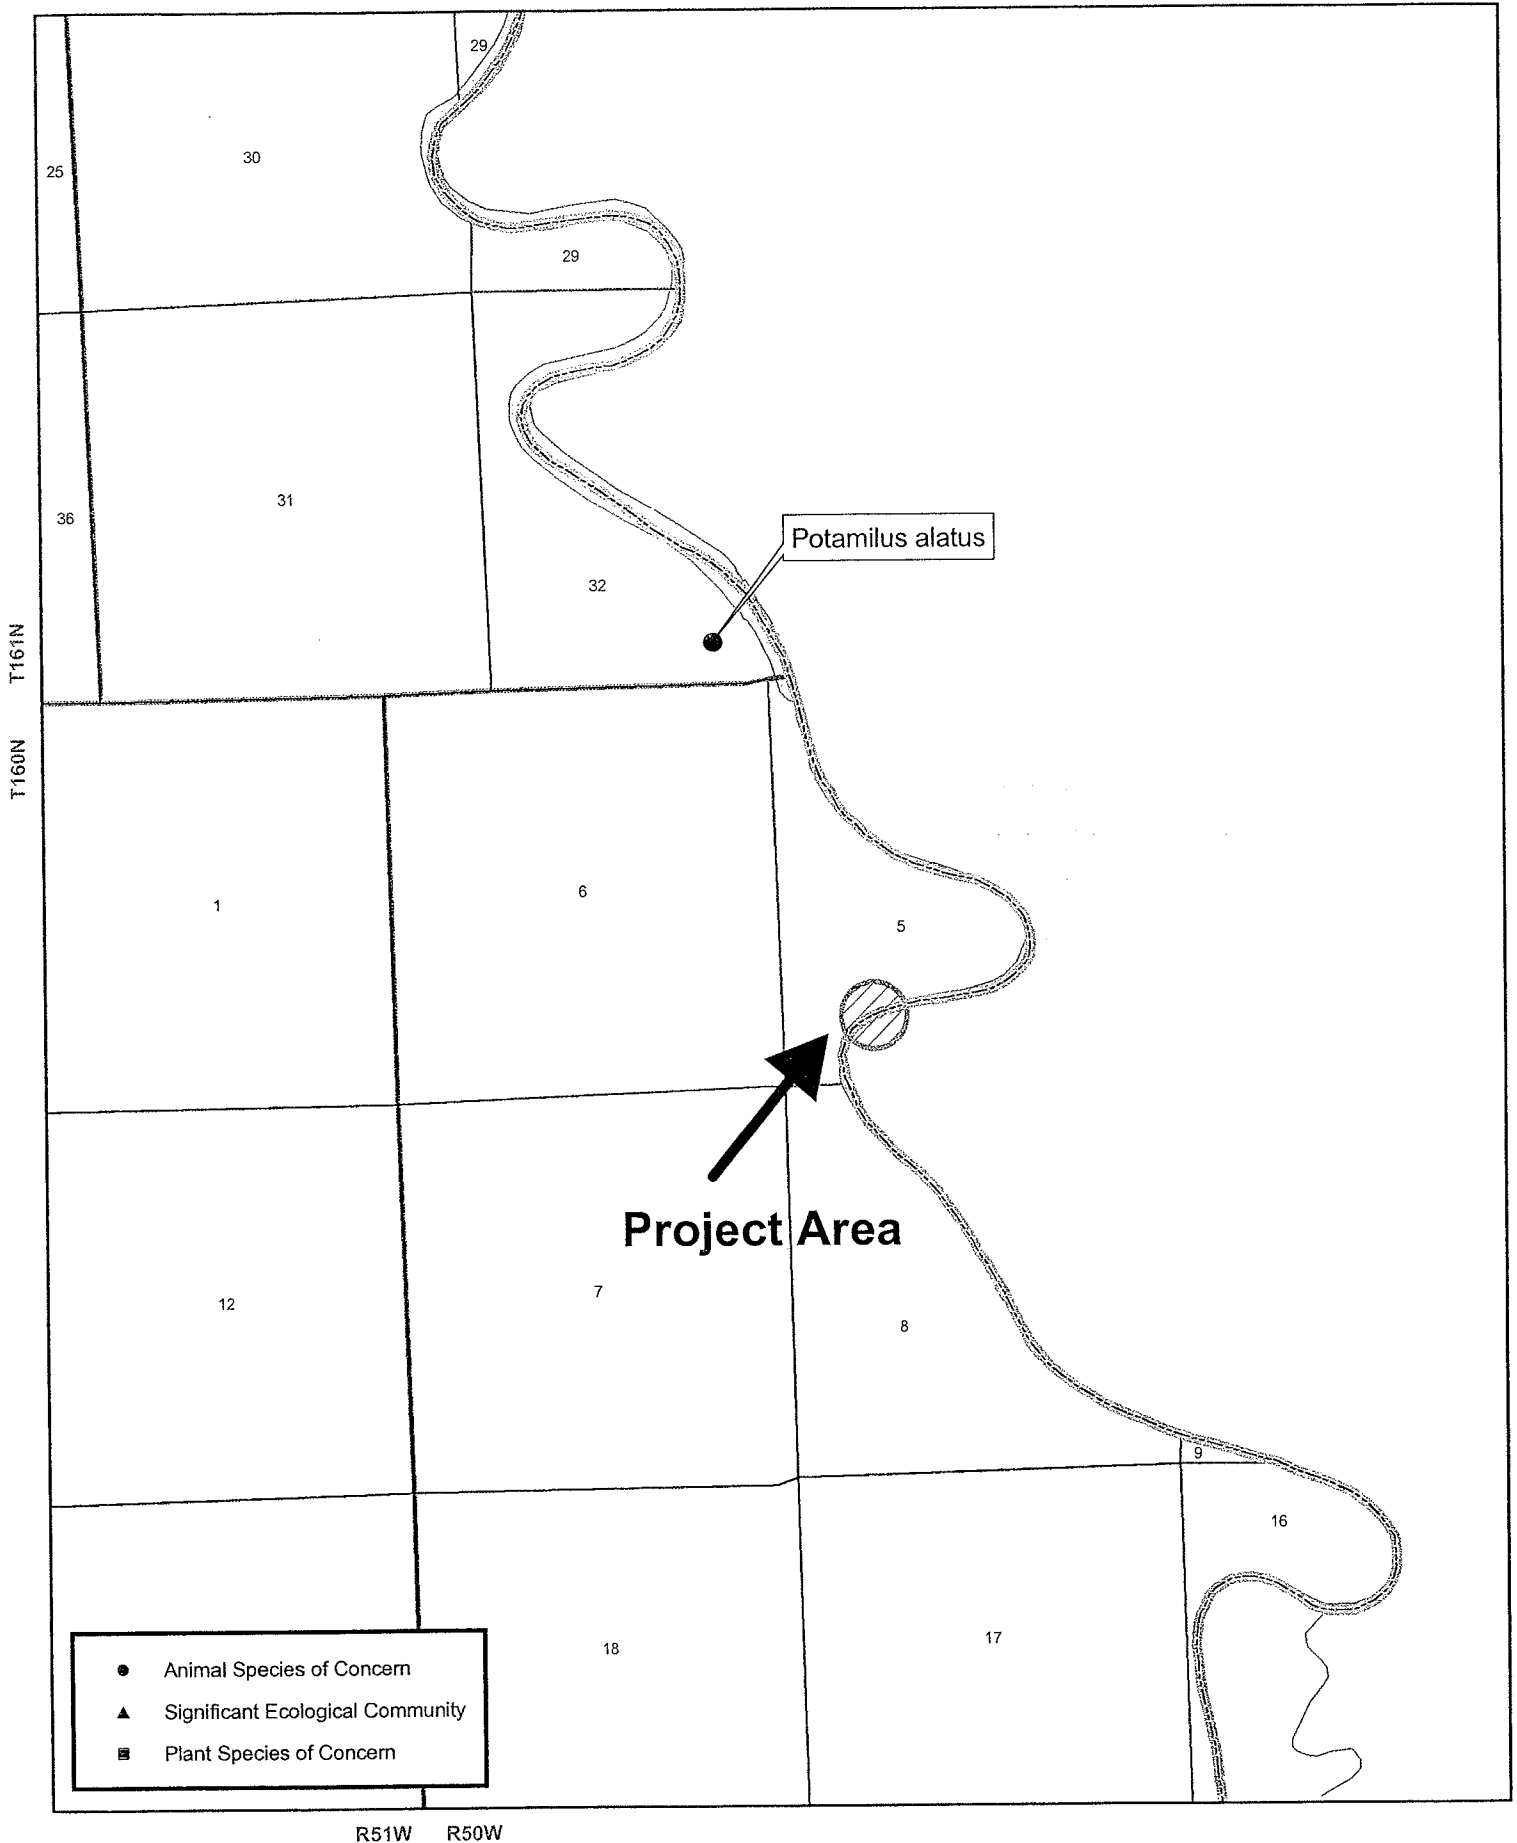 29
30
25
29
31
36
Potamilus alatus
32
T161N
T160N
6
1
5
Project Area
7
12
8
9
16
17
18
Animal Species of Concern
Significant Ecological Community
Plant Species of Concern
R51W R50W